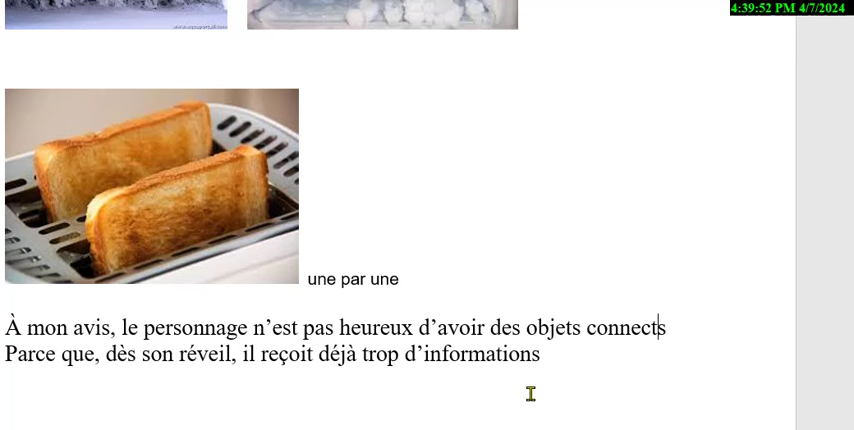 4:39:52 PM 4/7/2024
une par une
À mon avis, le personnage n’est pas heureux d’avoir des objets connects
Parce que, dès son réveil, il reçoit déjà trop d’informations